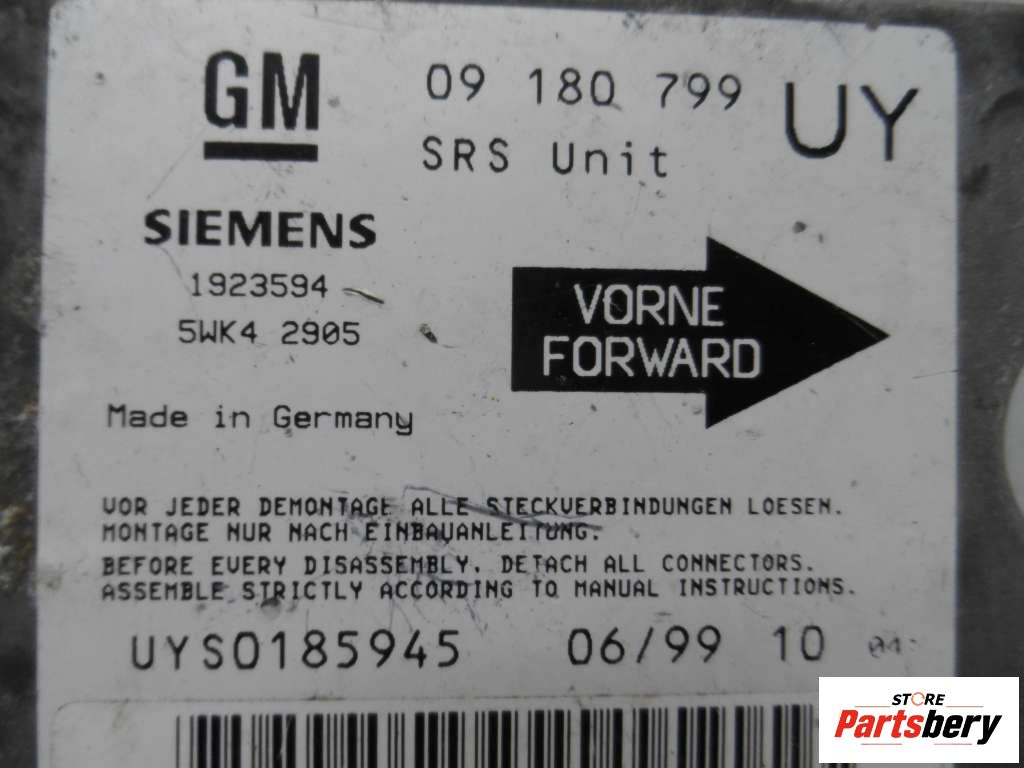 GM 09 180 799 UY
SRS Unit
SIEMENS
1923594
5WK4 2905
VORNE
FORWARD
Made in Germany
VOR JEDER DEMONTAGE ALLE STECKVERBINDUNGEN LOESEN.
MONTAGE NUR NACH EINBAUANLEITUNG.
BEFORE EVERY DISASSEMBLY, DETACH ALL CONNECTORS.
ASSEMBLE STRICTLY ACCORDING TO MANUAL INSTRUCTIONS.
UYS0185945 06/99 10
STORE
Partsbery